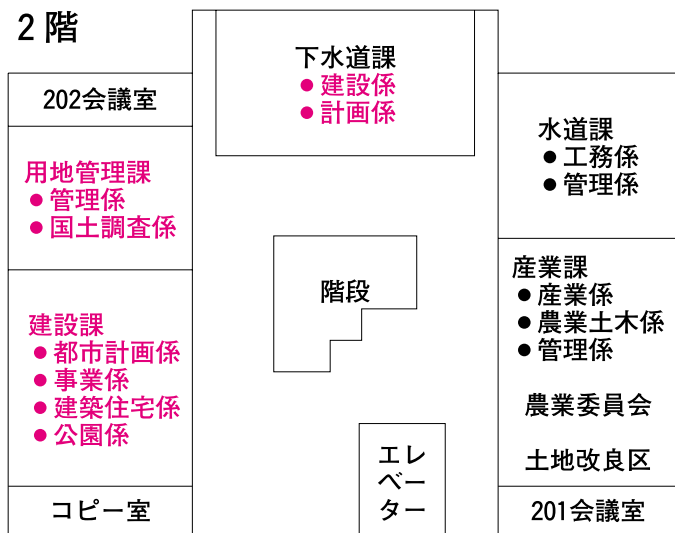 2階
下水道課
●建設係
●計画係
202会議室
用地管理課
●管理係
●国土調査係
建設課
●都市計画係
●事業係
●建築住宅係
●公園係
コピー室
階段
エレ
ベー
ター
水道課
●工務係
●管理係
産業課
●産業係
●農業土木係
●管理係
農業委員会
土地改良区
201会議室